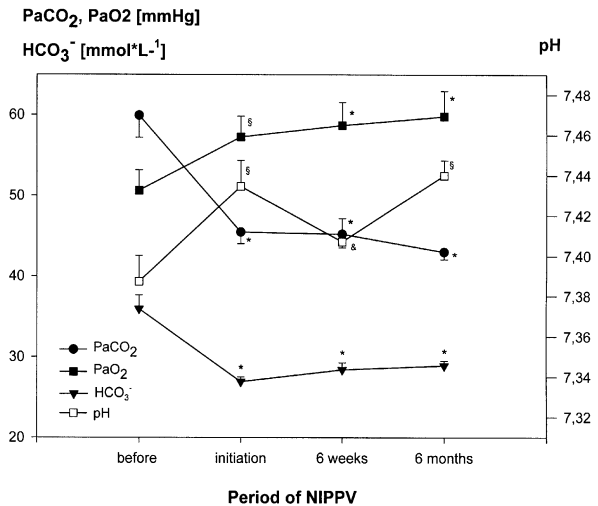 PaCO2, PaO2 [mmHg]
HCO3- [mmol*L-1]
pH
60
50
40
30
20
7,48
7,46
7,44
7,42
7,40
7,38
7,36
7,34
7,32
§
*
*
§
§
*
*
&
*
*
*
*
PaCO2
PaO2
HCO3-
pH
before
initiation
6 weeks
6 months
Period of NIPPV